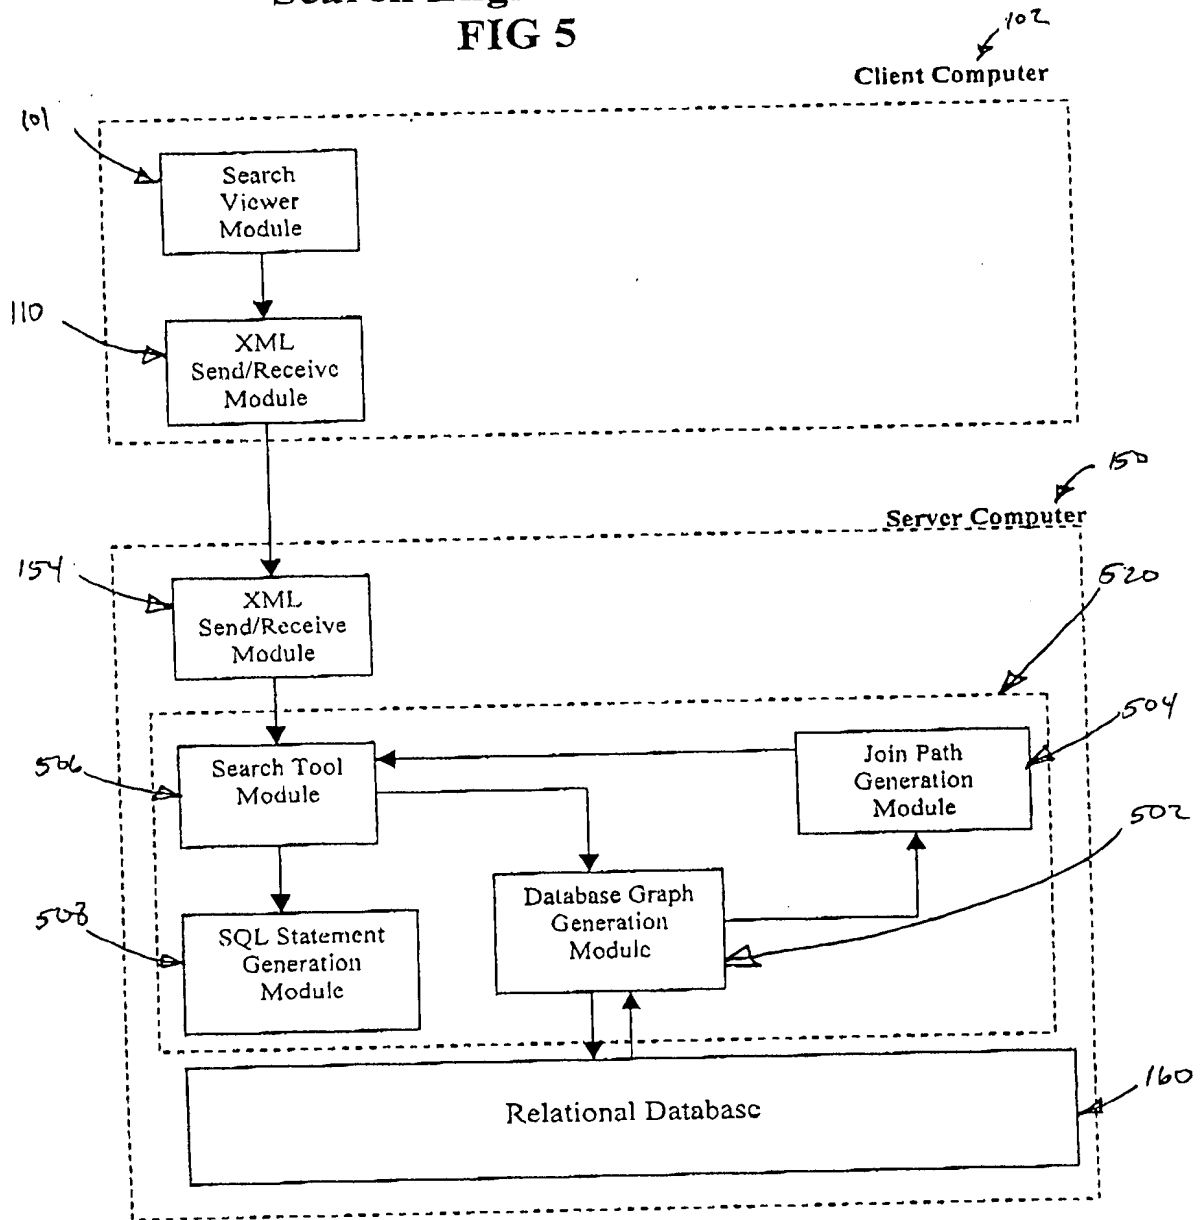 FIG 5
102
Client Computer
101
Search
Viewer
Module
110
XML
Send/Receive
Module
150
Server Computer
154
XML
Send/Receive
Module
520
504
506
Search Tool
Module
Join Path
Generation
Module
502
508
SQL Statement
Generation
Module
Database Graph
Generation
Module
Relational Database
160